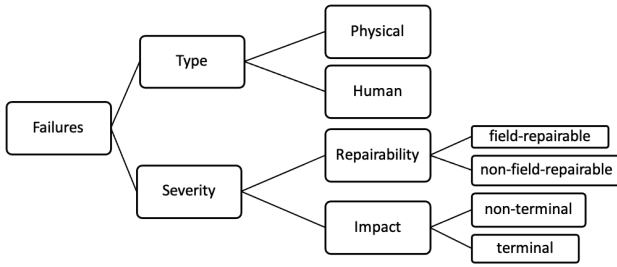 Failures
Type
Physical
Human
Severity
Repairability
field-repairable
non-field-repairable
Impact
non-terminal
terminal